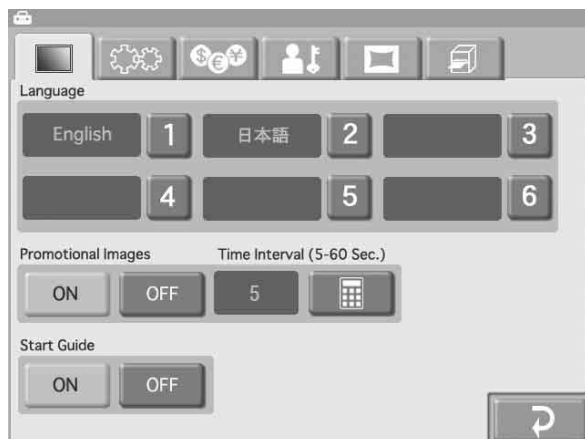 $ € ¥
Language
English 1 日本語 2 3
4 5 6
Promotional Images Time Interval (5-60 Sec.)
ON OFF 5
Start Guide
ON OFF